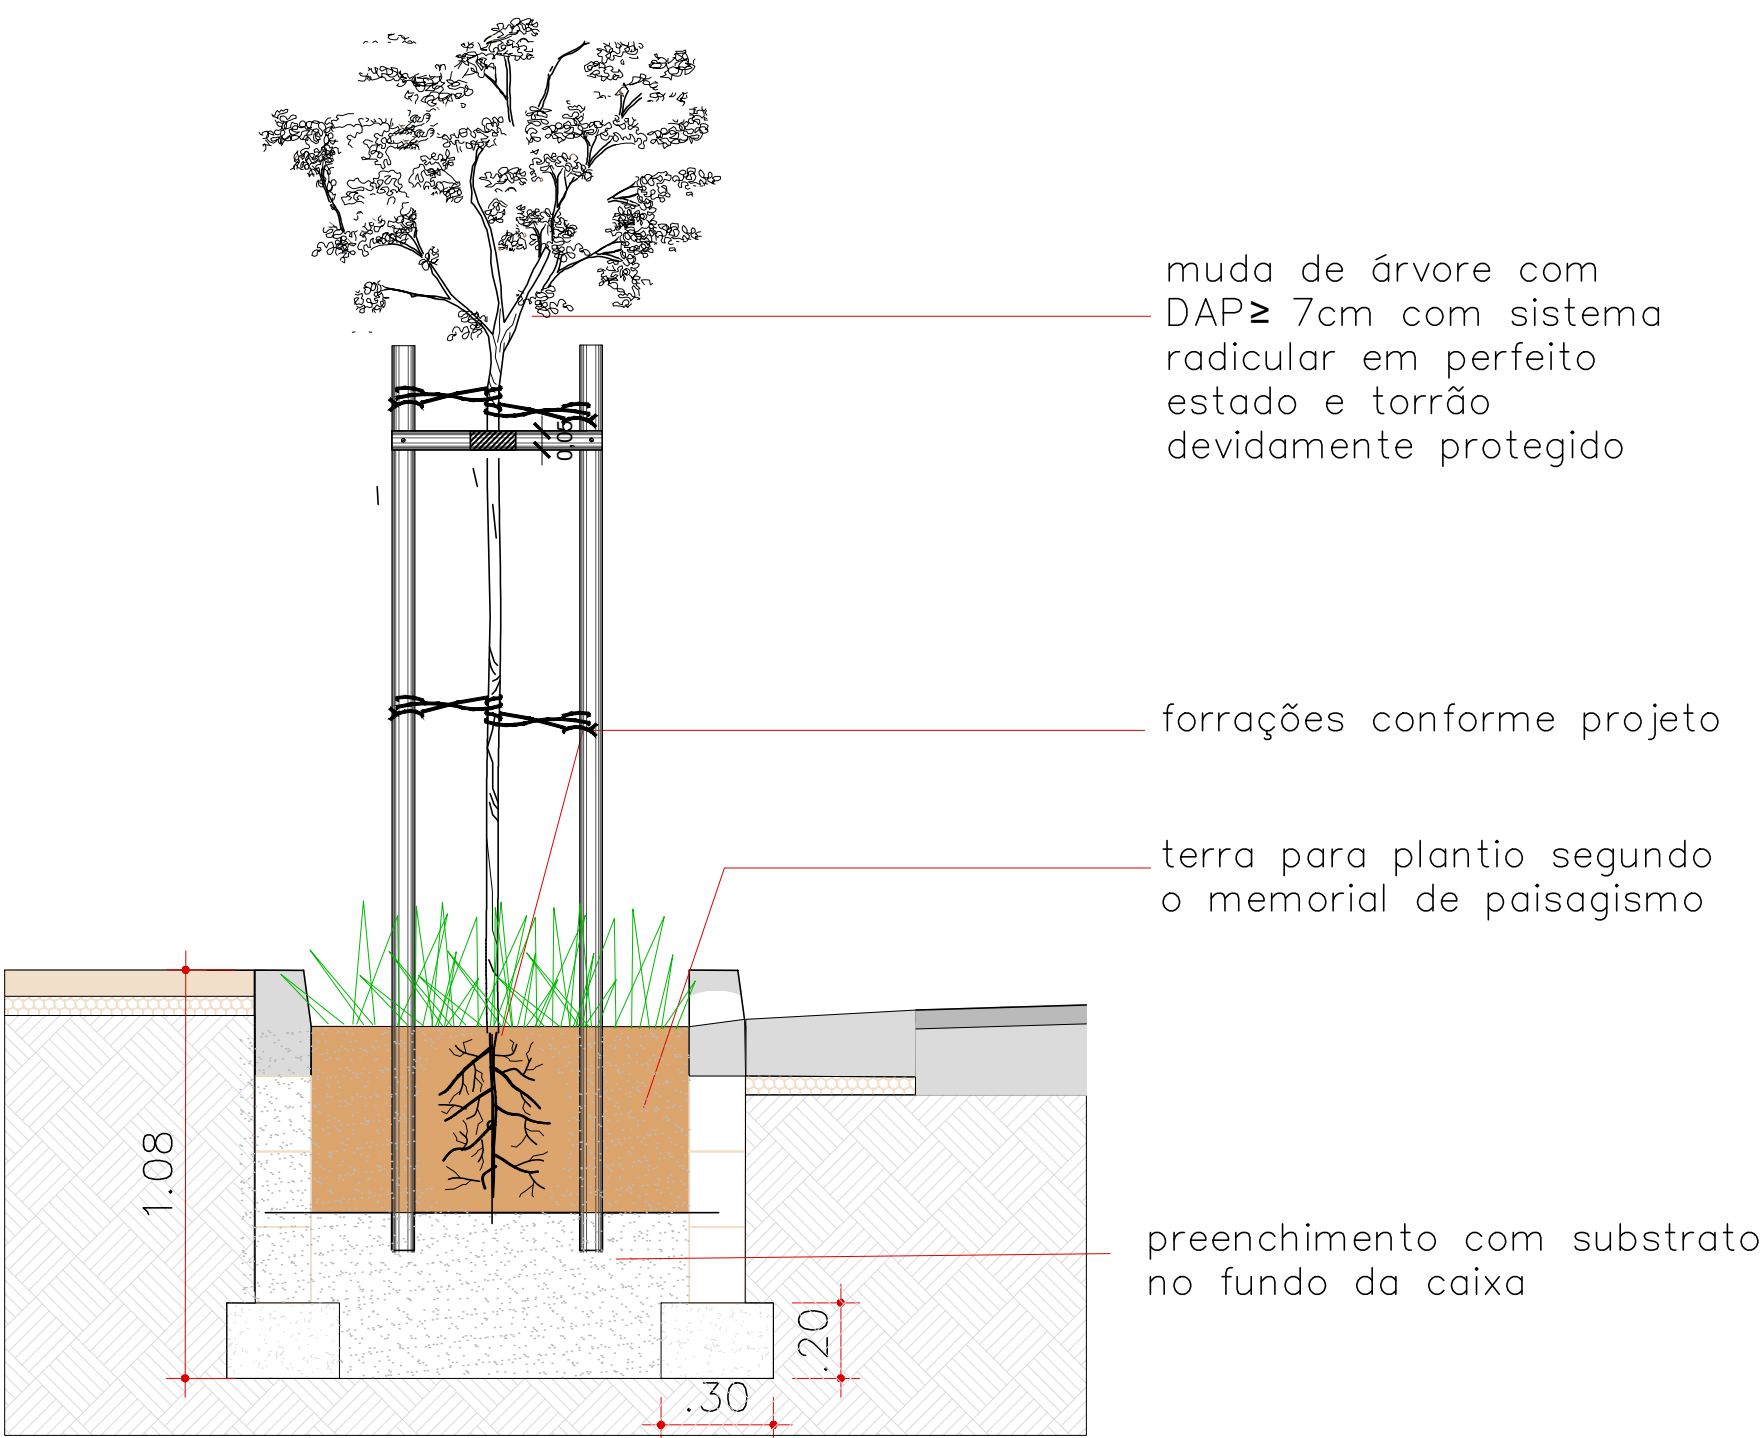 muda de árvore com
DAP≥ 7cm com sistema
radicular em perfeito
estado e torrão
devidamente protegido
0,05
forrações conforme projeto
terra para plantio segundo
o memorial de paisagismo
1.08
preenchimento com substrato
no fundo da caixa
.20
.30